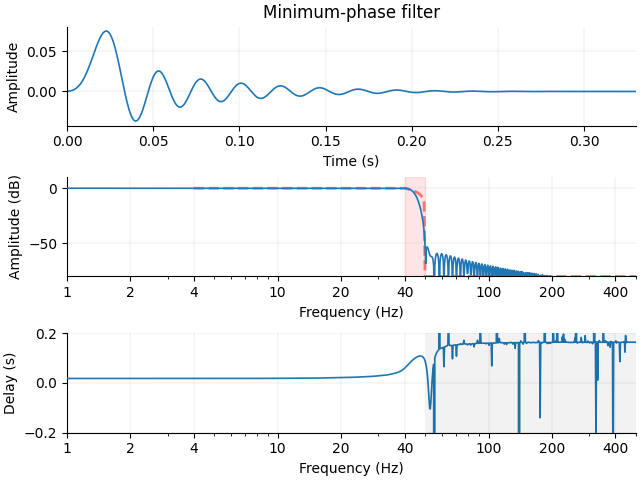 Minimum-phase filter
Amplitude
0.05
0.00
0.00 0.05 0.10 0.15 0.20 0.25 0.30
Time (s)
Amplitude (dB)
0
−50
1 2 4 10 20 40 100 200 400
Frequency (Hz)
Delay (s)
0.2
0.0
−0.2
1 2 4 10 20 40 100 200 400
Frequency (Hz)